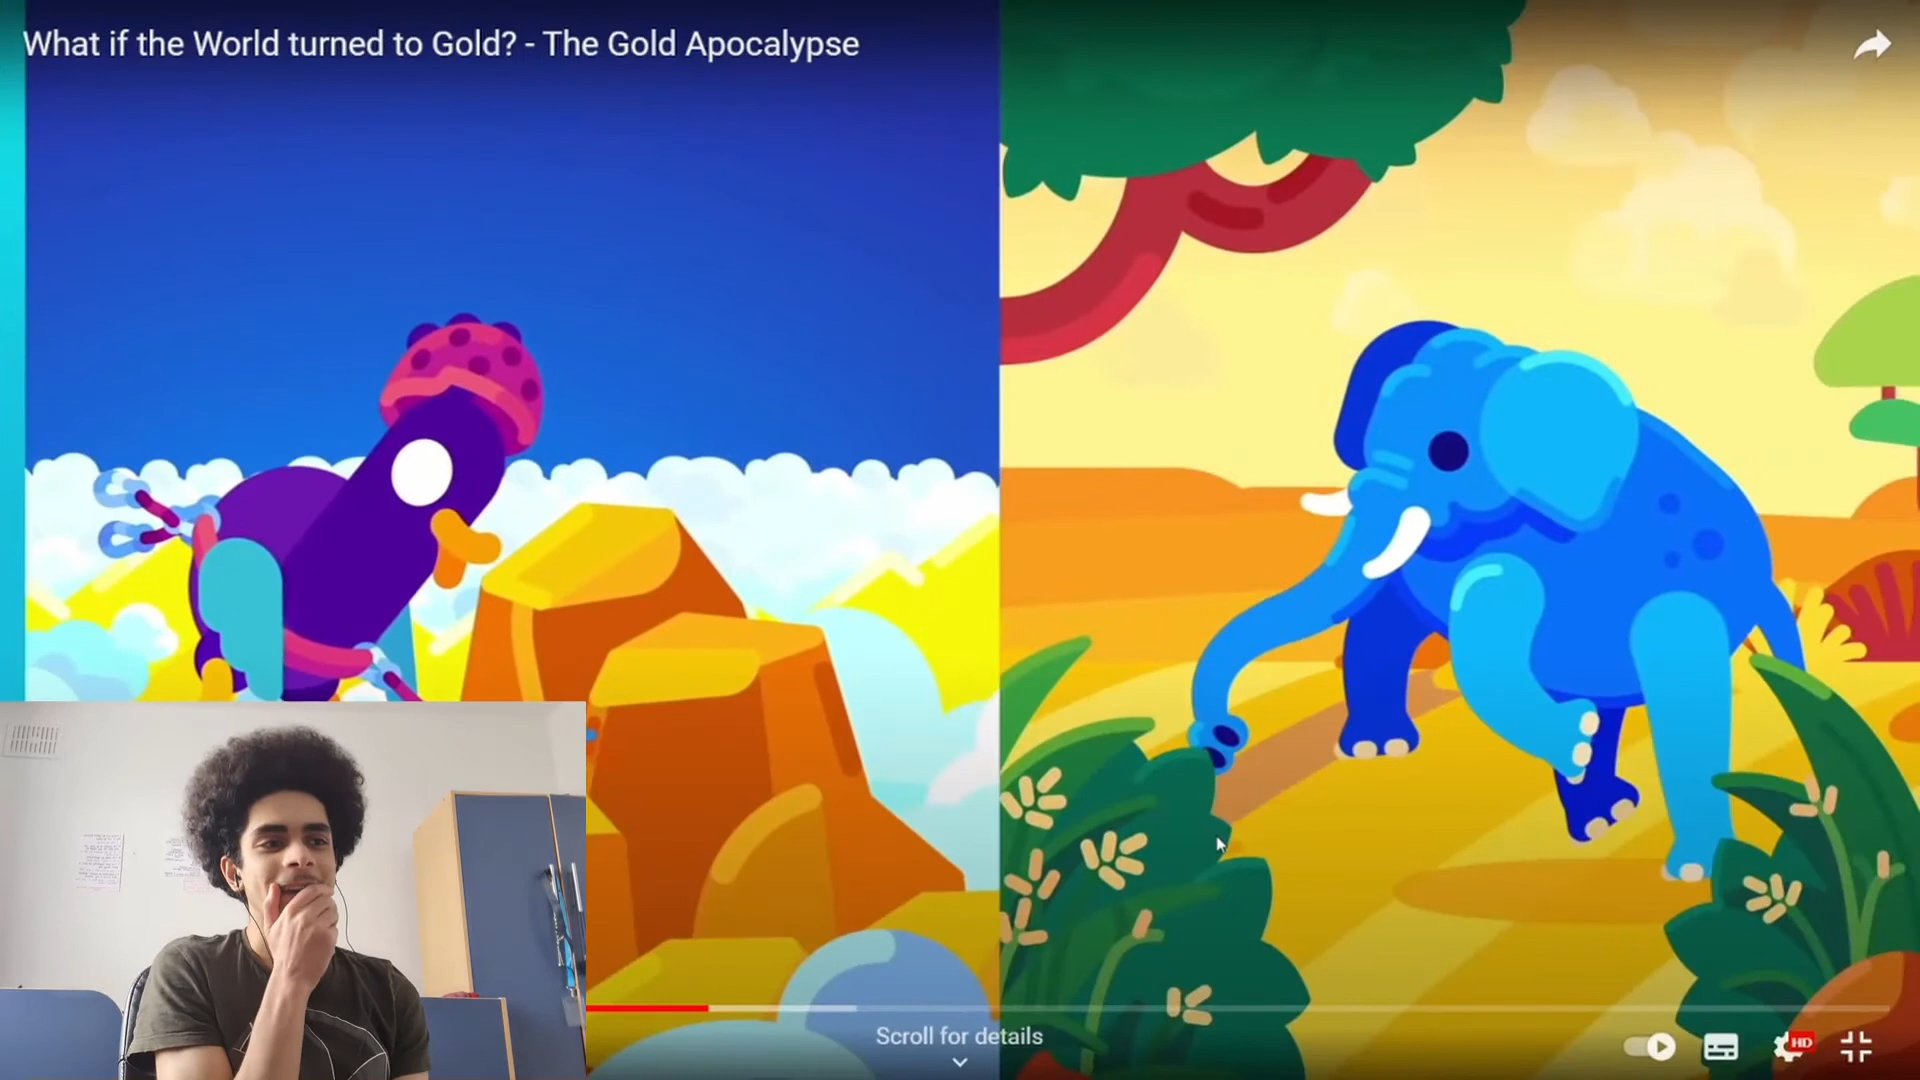 What if the World turned to Gold? - The Gold Apocalypse
Scroll for details
HD